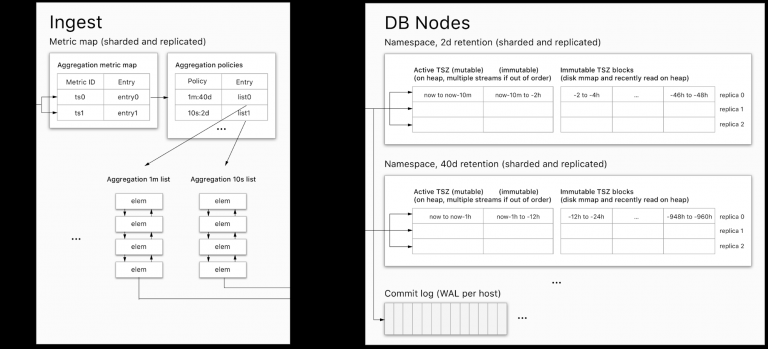 Ingest
Metric map (sharded and replicated)
Aggregation metric map
Metric ID Entry
ts0 entry0
ts1 entry1
Aggregation policies
Policy Entry
1m:40d list0
10s:2d list1
...
Aggregation 1m list
elem
elem
elem
elem
...
Aggregation 10s list
elem
elem
elem
elem
DB Nodes
Namespace, 2d retention (sharded and replicated)
Active TSZ (mutable) (immutable)
(on heap, multiple streams if out of order)
Immutable TSZ blocks
(disk mmap and recently read on heap)
now to now-10m now-10m to -2h -2 to -4h ... -46h to -48h replica 0
replica 1
replica 2
Namespace, 40d retention (sharded and replicated)
Active TSZ (mutable) (immutable)
(on heap, multiple streams if out of order)
Immutable TSZ blocks
(disk mmap and recently read on heap)
now to now-1h now-1h to -12h -12h to -24h ... -948h to -960h replica 0
replica 1
replica 2
...
Commit log (WAL per host)
...